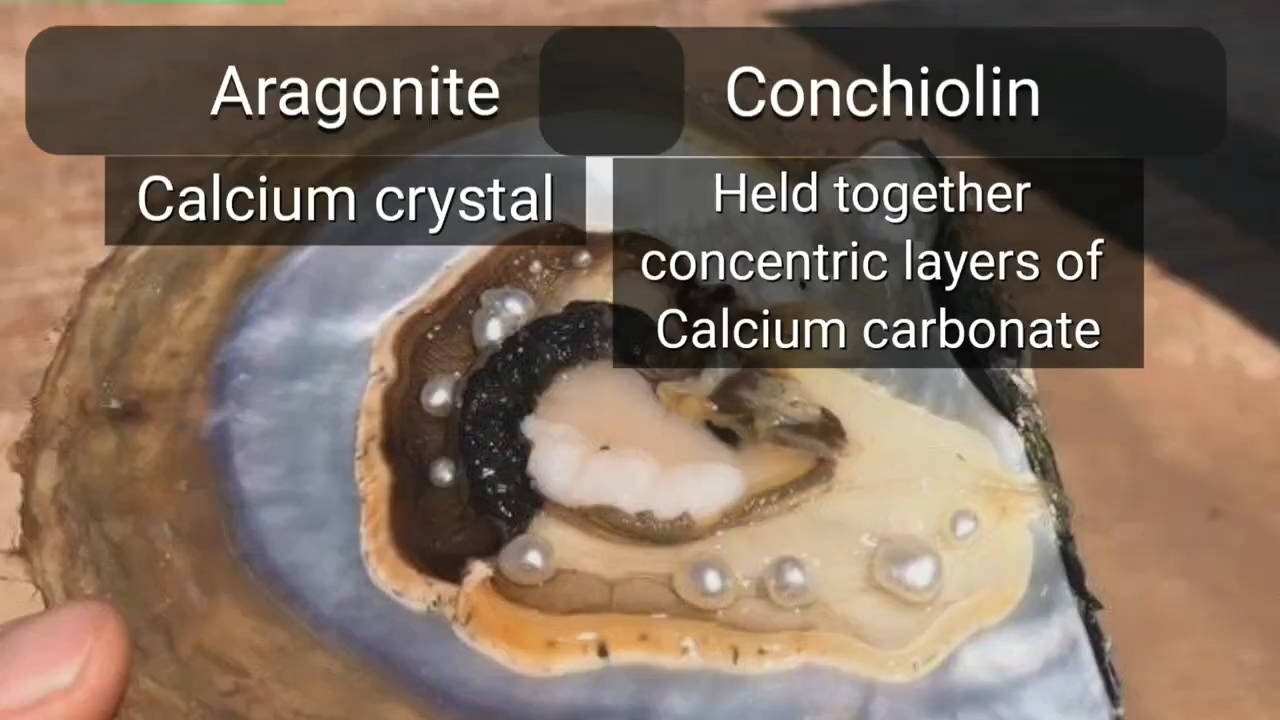 Aragonite
Conchiolin
Calcium crystal
Held together
concentric layers of
Calcium carbonate